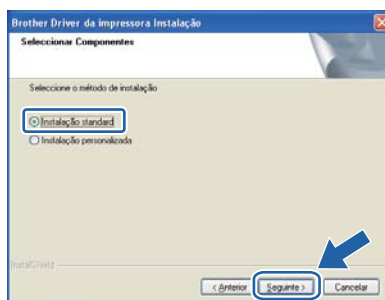 Brother Driver da impressora Instalação
Seleccionar Componentes
Seleccione o método de instalação
Instalação standard
Instalação personalizada
InstallShield
< Anterior
Seguinte >
Cancelar